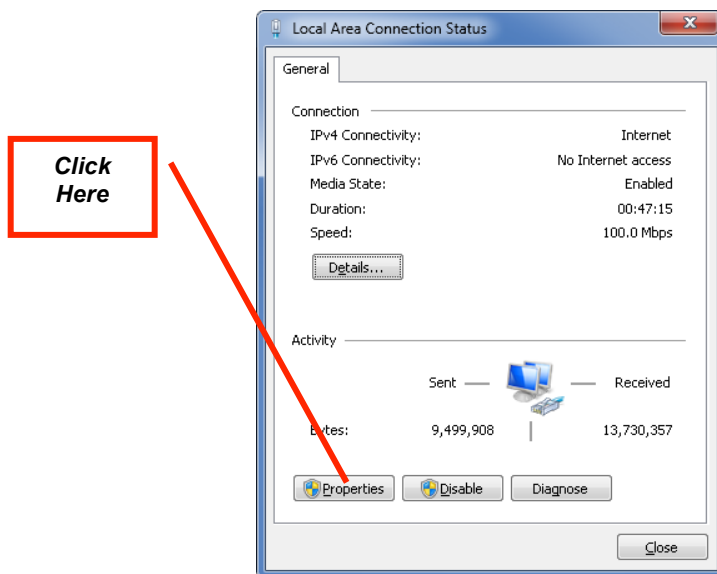 Local Area Connection Status
General
Click
Here
Connection
IPv4 Connectivity: Internet
IPv6 Connectivity: No Internet access
Media State: Enabled
Duration: 00:47:15
Speed: 100.0 Mbps
Details...
Activity
Sent Received
Bytes: 9,499,908 13,730,357
Properties Disable Diagnose
Close